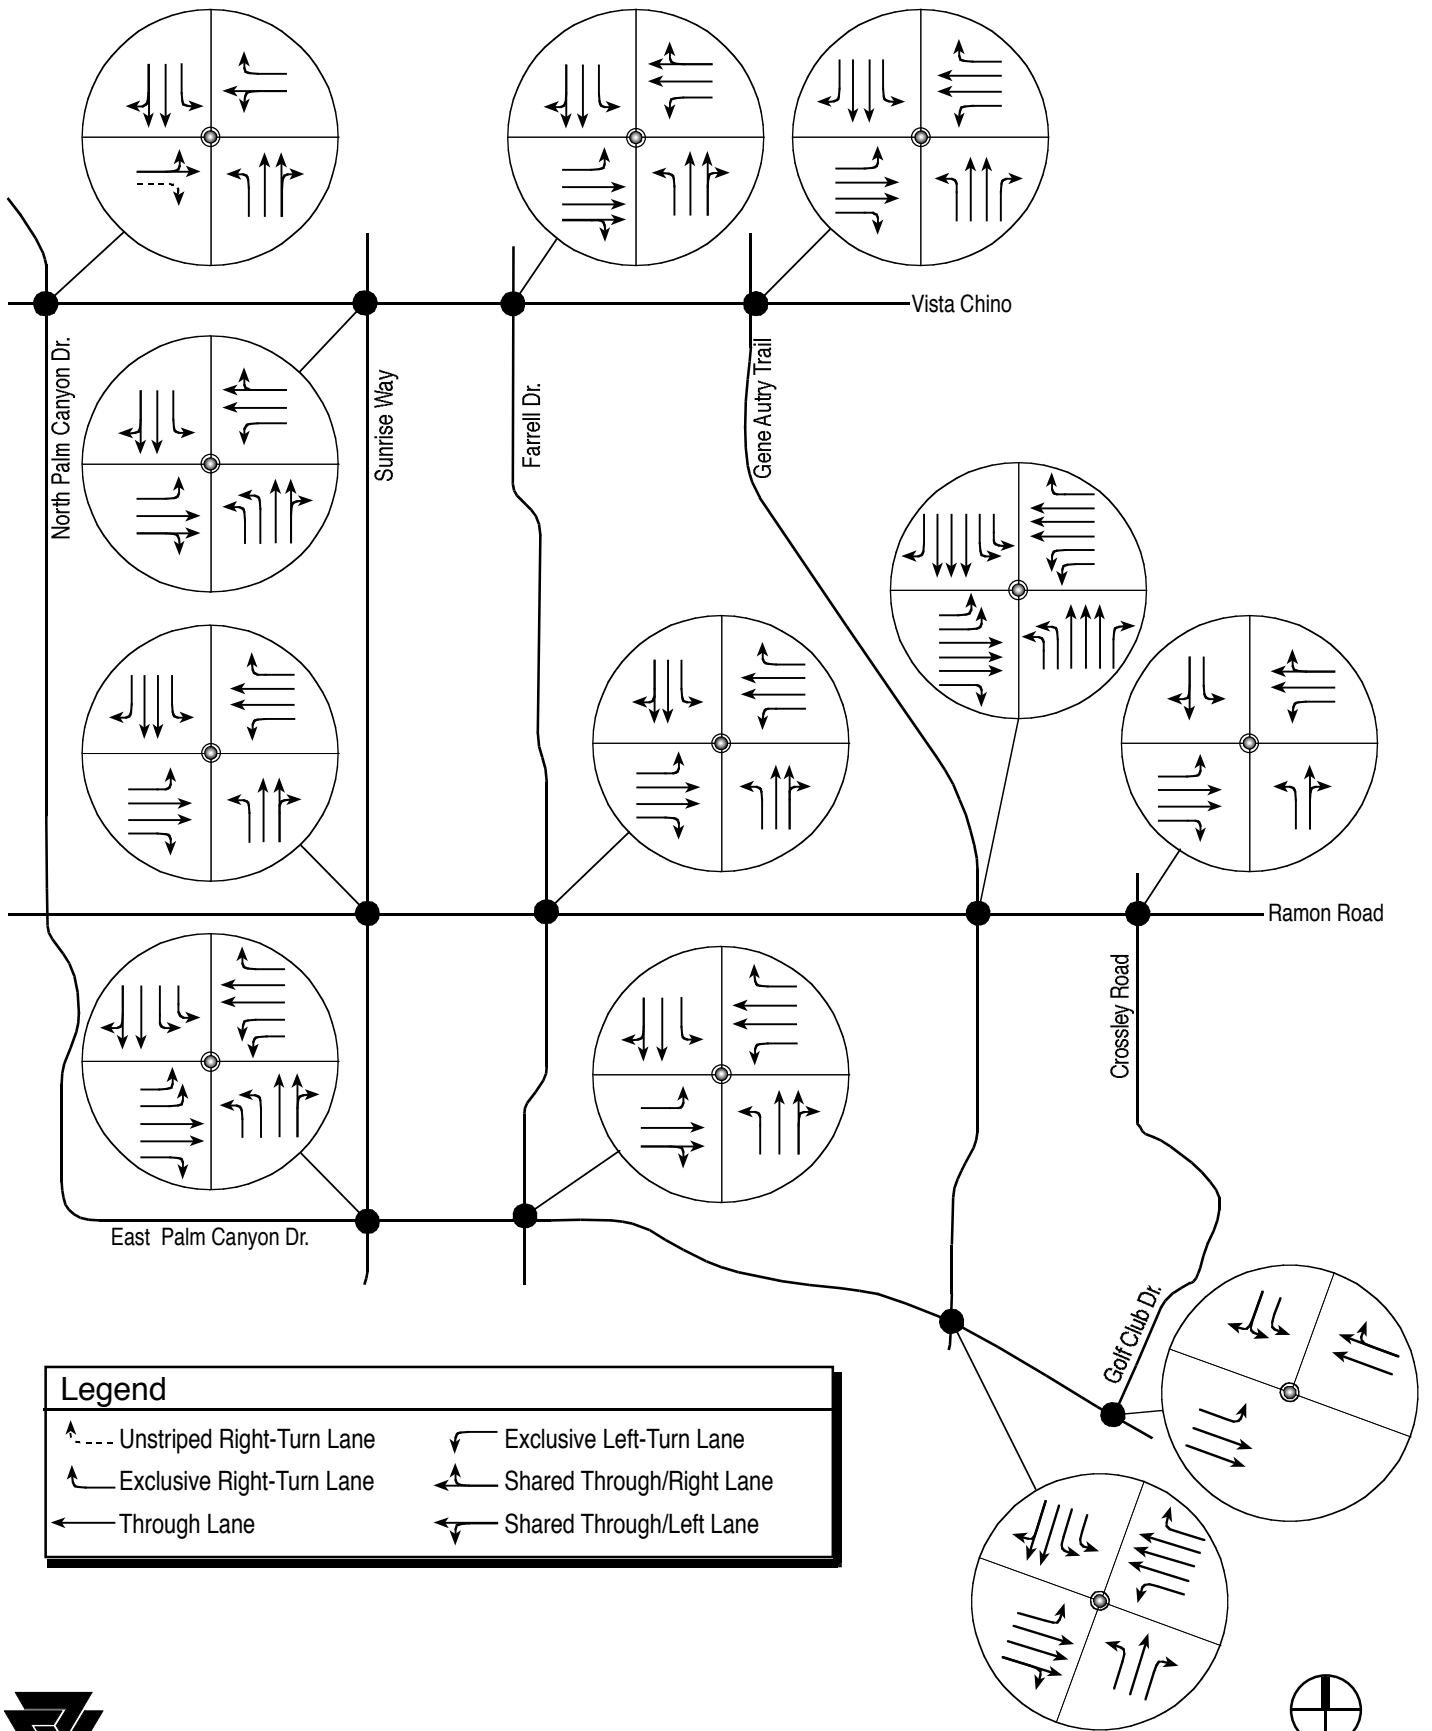 Vista Chino
North Palm Canyon Dr.
Sunrise Way
Farrell Dr.
Gene Autry Trail
Ramon Road
Crossley Road
East Palm Canyon Dr.
Golf Club Dr.
Legend
Unstriped Right-Turn Lane
Exclusive Left-Turn Lane
Exclusive Right-Turn Lane
Shared Through/Right Lane
Through Lane
Shared Through/Left Lane